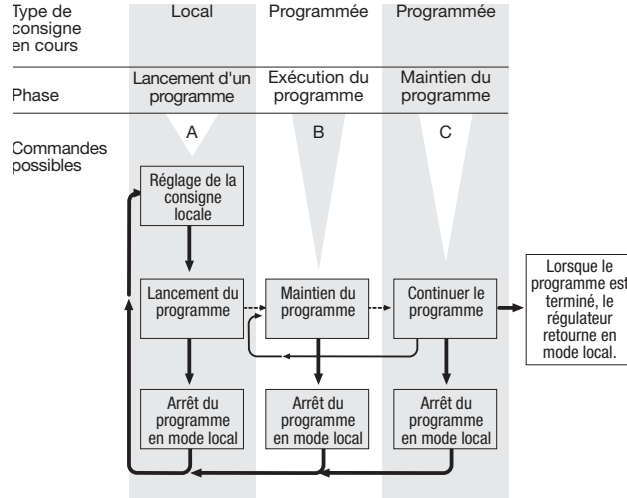 Type de
consigne
en cours
Local
Programmée
Programmée
Phase
Lancement d'un
programme
Exécution du
programme
Maintien du
programme
Commandes
possibles
A
B
C
Réglage de la
consigne
locale
Lancement du
programme
Maintien du
programme
Continuer le
programme
Lorsque le
programme est
terminé, le
régulateur
retourne en
mode local.
Arrêt du
programme
en mode local
Arrêt du
programme
en mode local
Arrêt du
programme
en mode local